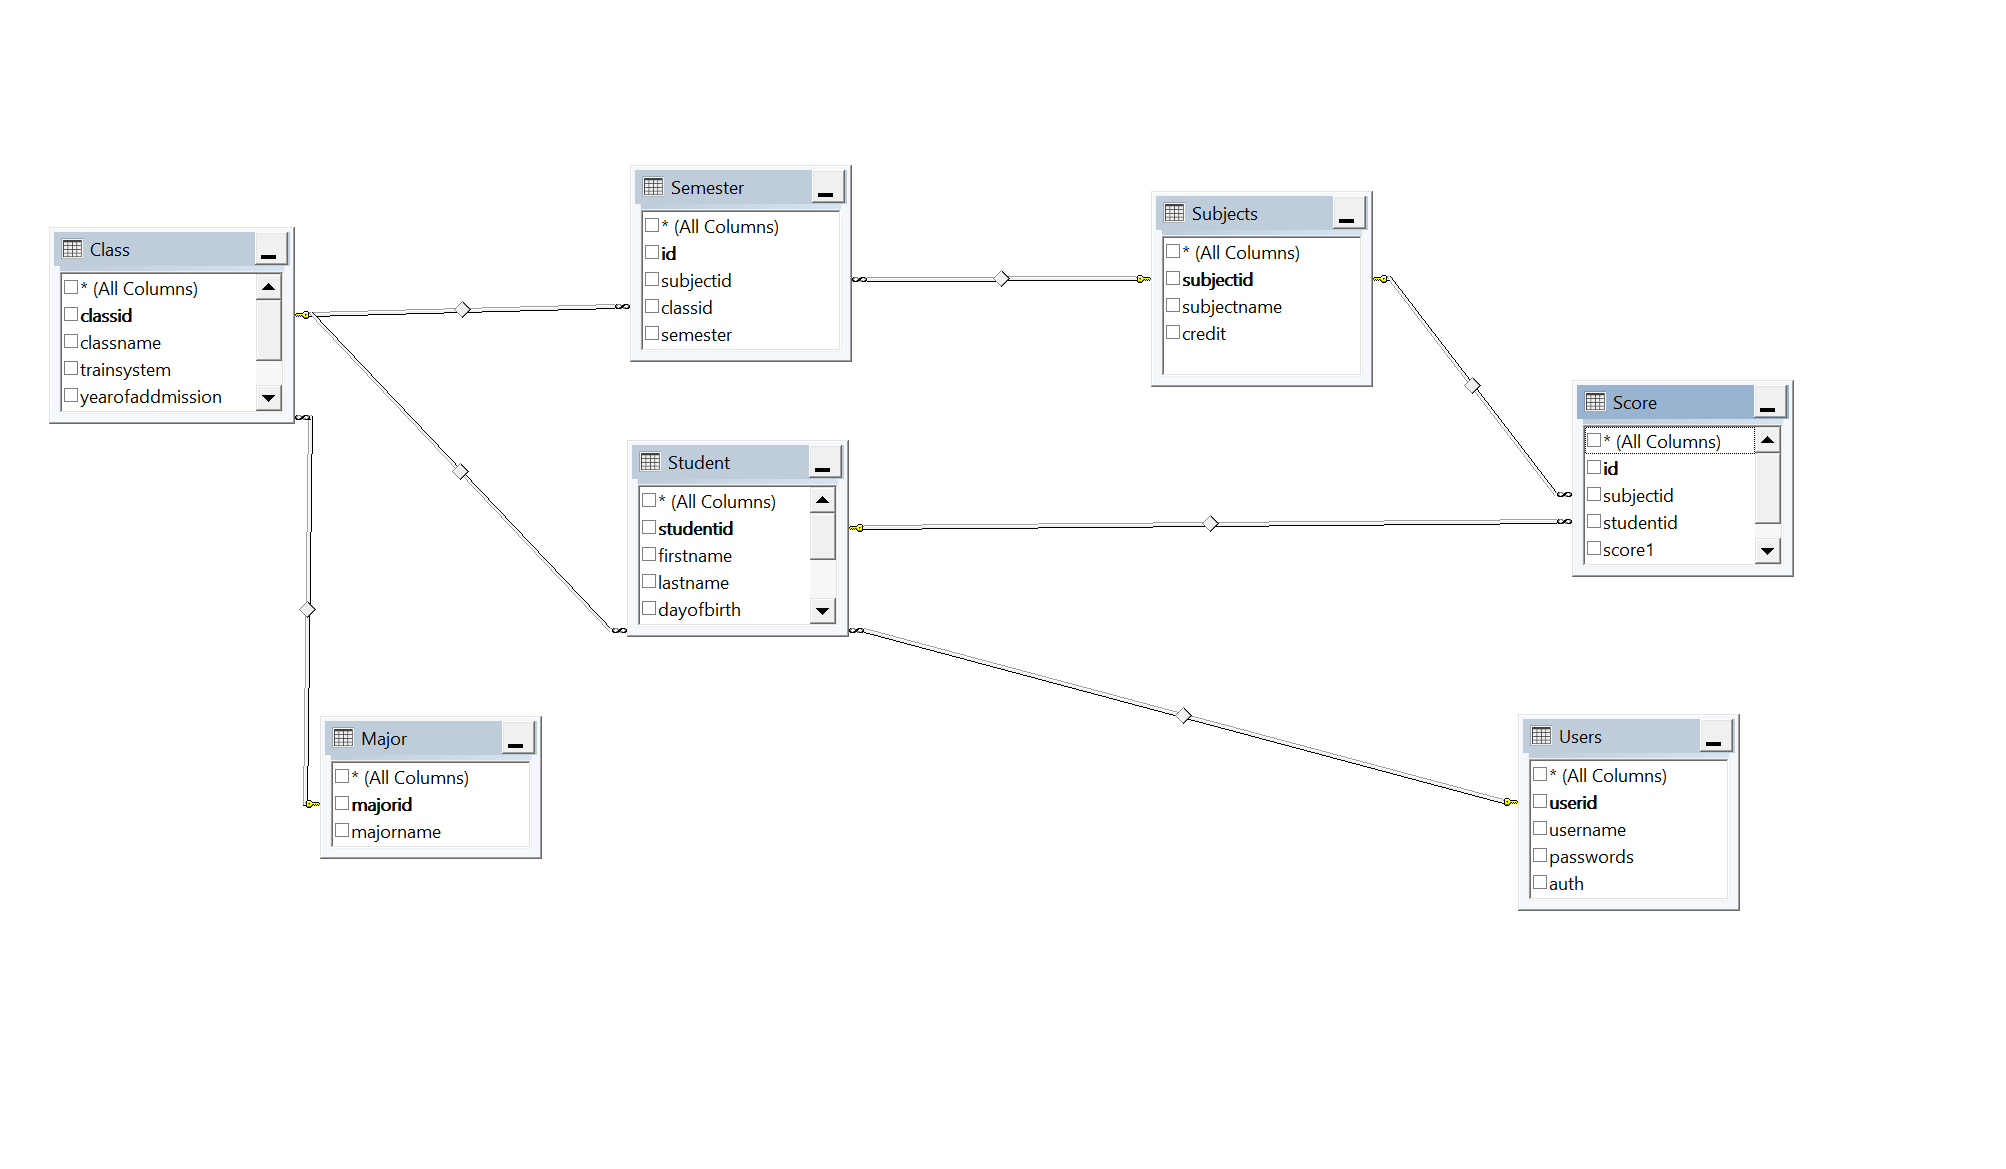 Class
* (All Columns)
classid
classname
trainsystem
yearofaddmission
Semester
* (All Columns)
id
subjectid
classid
semester
Subjects
* (All Columns)
subjectid
subjectname
credit
Student
* (All Columns)
studentid
firstname
lastname
dayofbirth
Score
* (All Columns)
id
subjectid
studentid
score1
Major
* (All Columns)
majorid
majorname
Users
* (All Columns)
userid
username
passwords
auth